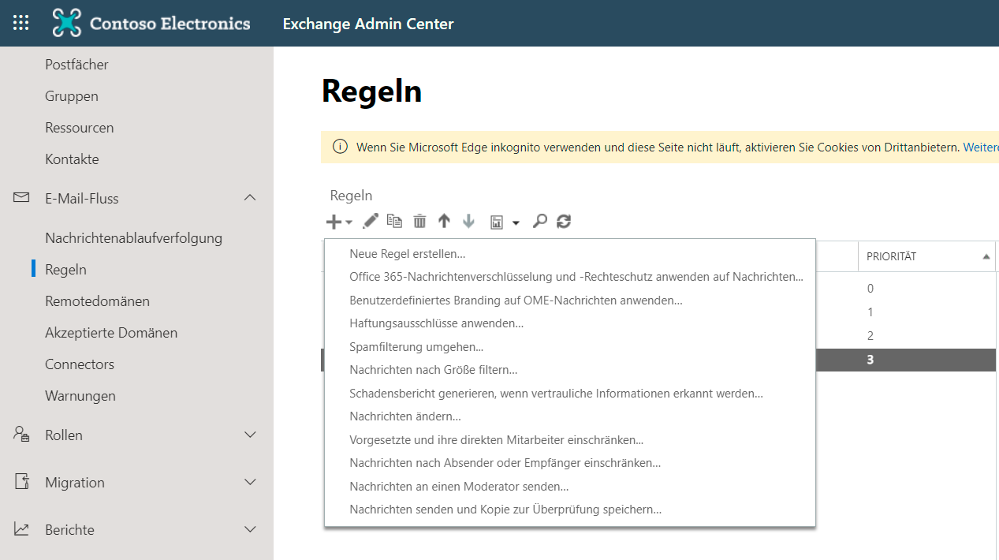 Contoso Electronics
Exchange Admin Center
Postfächer
Gruppen
Ressourcen
Kontakte
E-Mail-Fluss
Nachrichtenablaufverfolgung
Regeln
Remotedomänen
Akzeptierte Domänen
Connectors
Warnungen
Rollen
Migration
Berichte
Regeln
Wenn Sie Microsoft Edge inkognito verwenden und diese Seite nicht läuft, aktivieren Sie Cookies von Drittanbietern. Weitere
Regeln
Neue Regel erstellen...
Office 365-Nachrichtenverschlüsselung und -Rechteschutz anwenden auf Nachrichten...
Benutzerdefiniertes Branding auf OME-Nachrichten anwenden...
Haftungsausschlüsse anwenden...
Spamfilterung umgehen...
Nachrichten nach Größe filtern...
Schadensbericht generieren, wenn vertrauliche Informationen erkannt werden...
Nachrichten ändern...
Vorgesetzte und ihre direkten Mitarbeiter einschränken...
Nachrichten nach Absender oder Empfänger einschränken...
Nachrichten an einen Moderator senden...
Nachrichten senden und Kopie zur Überprüfung speichern...
PRIORITÄT
0
1
2
3